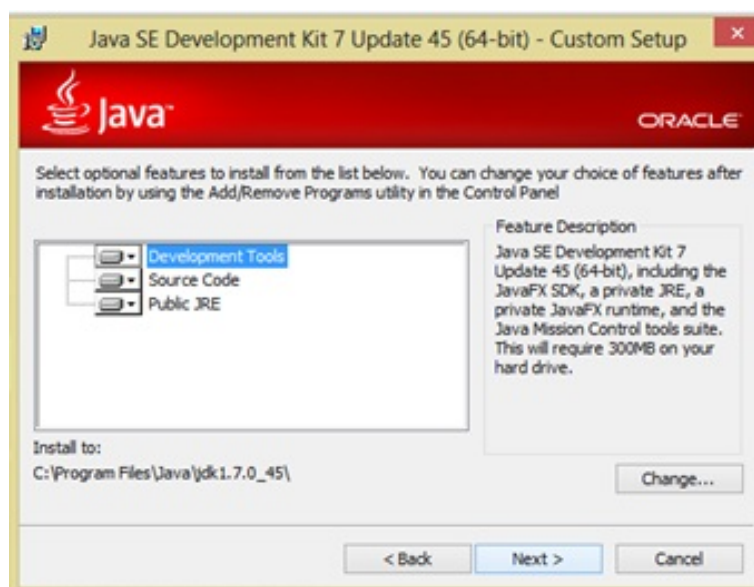 Java SE Development Kit 7 Update 45 (64-bit) - Custom Setup
Java™
ORACLE
Select optional features to install from the list below. You can change your choice of features after
installation by using the Add/Remove Programs utility in the Control Panel
Development Tools
Source Code
Public JRE
Feature Description
Java SE Development Kit 7
Update 45 (64-bit), including the
JavaFX SDK, a private JRE, a
private JavaFX runtime, and the
Java Mission Control tools suite.
This will require 300MB on your
hard drive.
Install to:
C:\Program Files\Java\jdk1.7.0_45\
Change...
< Back
Next >
Cancel